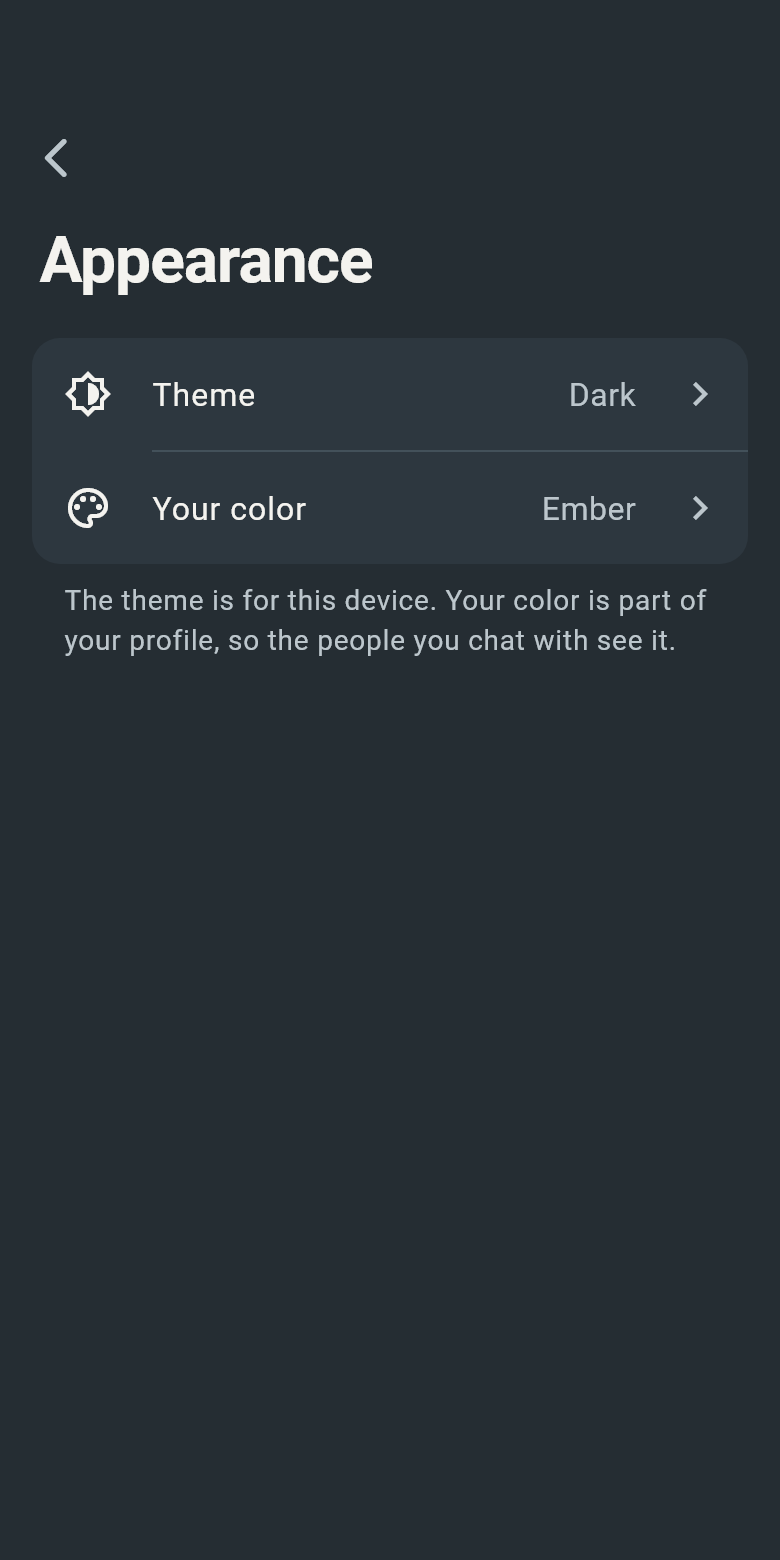 Appearance
Theme Dark
Your color Ember
The theme is for this device. Your color is part of
your profile, so the people you chat with see it.